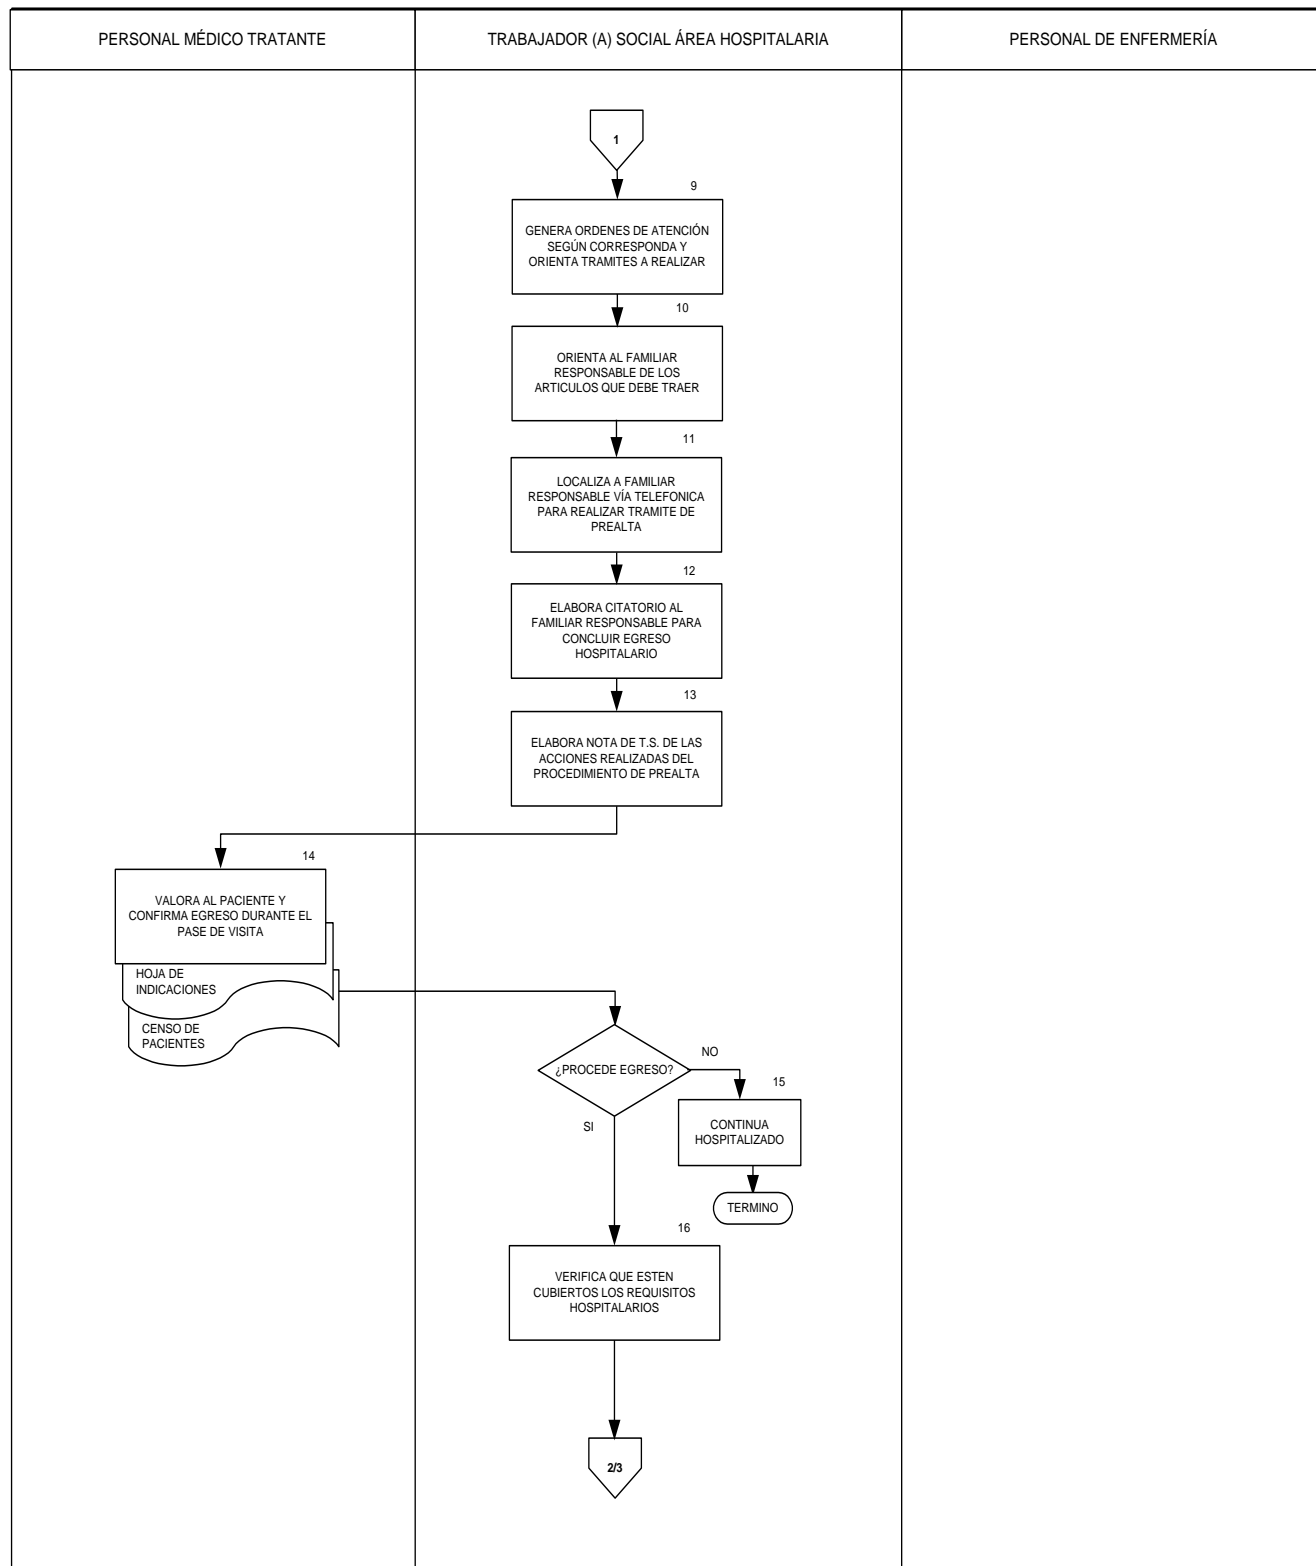 PERSONAL MÉDICO TRATANTE
TRABAJADOR (A) SOCIAL ÁREA HOSPITALARIA
PERSONAL DE ENFERMERÍA
1
9
GENERA ORDENES DE ATENCIÓN
SEGÚN CORRESPONDA Y
ORIENTA TRAMITES A REALIZAR
10
ORIENTA AL FAMILIAR
RESPONSABLE DE LOS
ARTICULOS QUE DEBE TRAER
11
LOCALIZA A FAMILIAR
RESPONSABLE VÍA TELEFONICA
PARA REALIZAR TRAMITE DE
PREALTA
12
ELABORA CITATORIO AL
FAMILIAR RESPONSABLE PARA
CONCLUIR EGRESO
HOSPITALARIO
13
ELABORA NOTA DE T.S. DE LAS
ACCIONES REALIZADAS DEL
PROCEDIMIENTO DE PREALTA
14
VALORA AL PACIENTE Y
CONFIRMA EGRESO DURANTE EL
PASE DE VISITA
HOJA DE
INDICACIONES
CENSO DE
PACIENTES
¿PROCEDE EGRESO?
NO
15
CONTINUA
HOSPITALIZADO
TERMINO
SI
16
VERIFICA QUE ESTEN
CUBIERTOS LOS REQUISITOS
HOSPITALARIOS
2/3